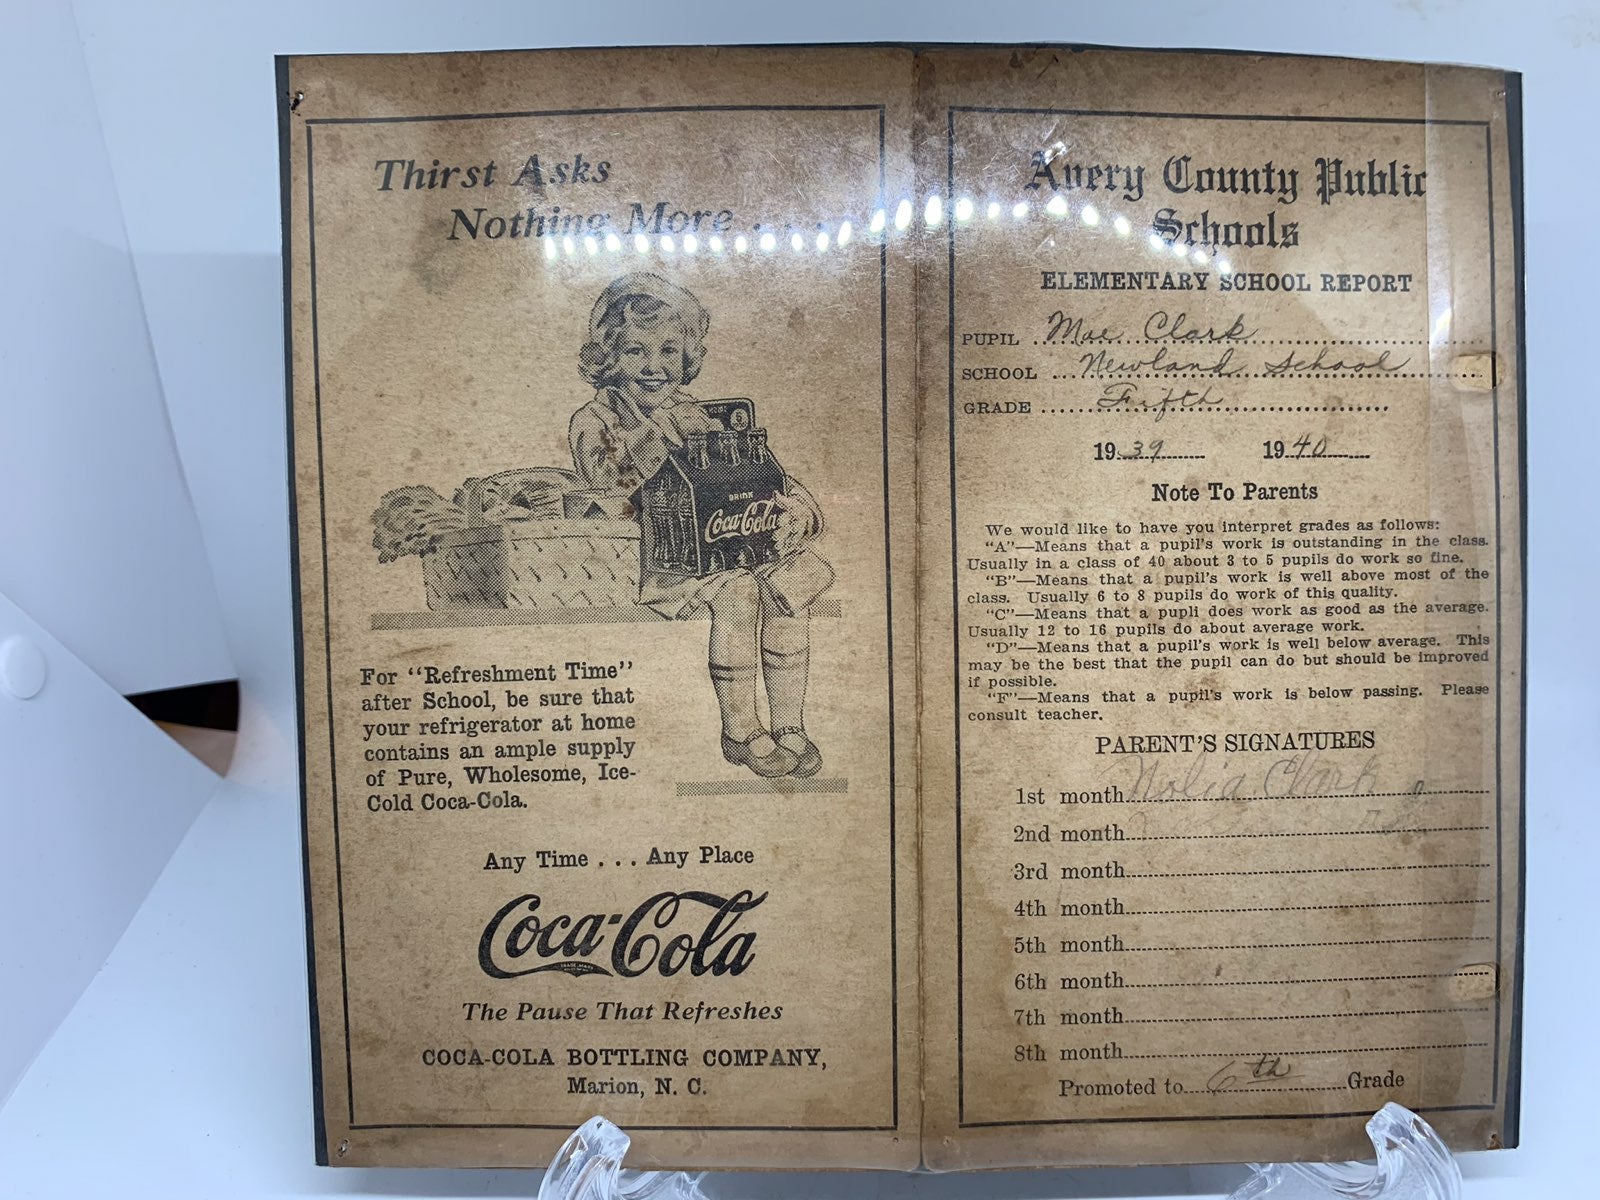 Thirst Asks
Nothing More . . . .
DRINK
Coca-Cola
For "Refreshment Time"
after School, be sure that
your refrigerator at home
contains an ample supply
of Pure, Wholesome, Ice-
Cold Coca-Cola.
Any Time . . . Any Place
Coca-Cola
The Pause That Refreshes
COCA-COLA BOTTLING COMPANY,
Marion, N. C.
Avery County Public
Schools
ELEMENTARY SCHOOL REPORT
PUPIL Mae Clark
SCHOOL Newland School
GRADE Fifth
1939 1940
Note To Parents
We would like to have you interpret grades as follows:
"A"—Means that a pupil's work is outstanding in the class.
Usually in a class of 40 about 3 to 5 pupils do work so fine.
"B"—Means that a pupil's work is well above most of the
class. Usually 6 to 8 pupils do work of this quality.
"C"—Means that a pupli does work as good as the average.
Usually 12 to 16 pupils do about average work.
"D"—Means that a pupil's work is well below average. This
may be the best that the pupil can do but should be improved
if possible.
"F"—Means that a pupil's work is below passing. Please
consult teacher.
PARENT'S SIGNATURES
1st month Nolia Clark
2nd month
3rd month
4th month
5th month
6th month
7th month
8th month
Promoted to 6th Grade